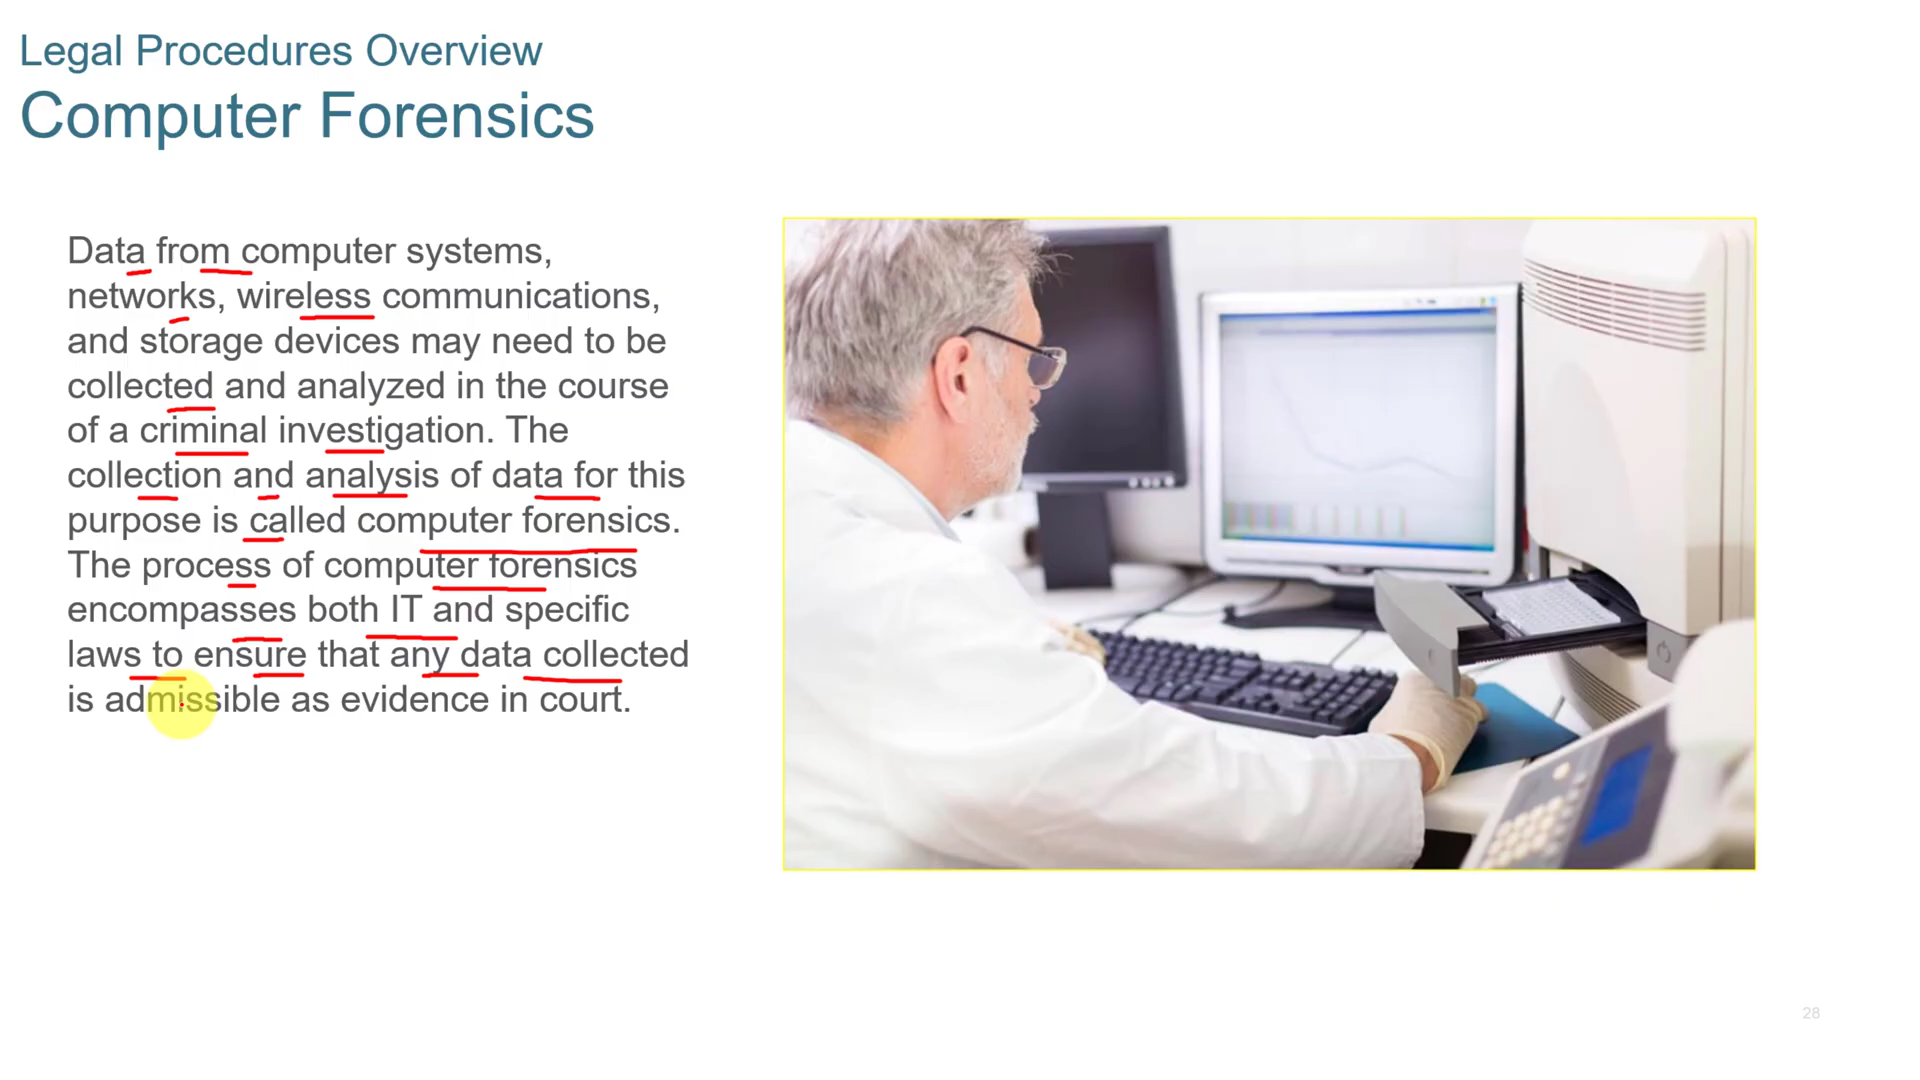 Legal Procedures Overview
Computer Forensics
Data from computer systems,
networks, wireless communications,
and storage devices may need to be
collected and analyzed in the course
of a criminal investigation. The
collection and analysis of data for this
purpose is called computer forensics.
The process of computer forensics
encompasses both IT and specific
laws to ensure that any data collected
is admissible as evidence in court.
28